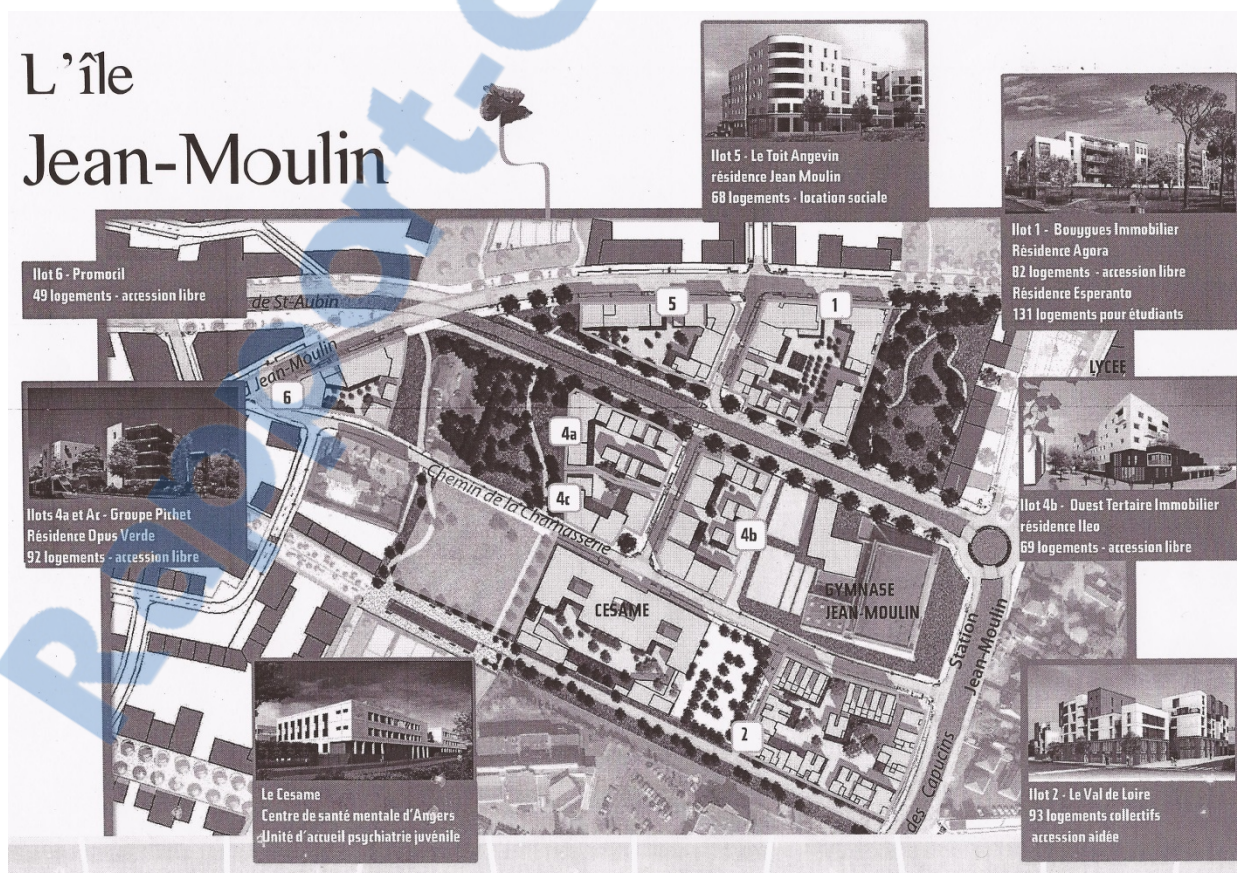 L'île
Jean-Moulin
Ilot 5 - Le Toit Angevin
résidence Jean Moulin
68 logements - location sociale
Ilot 1 - Bouygues Immobilier
Résidence Agora
82 logements - accession libre
Résidence Esperanto
131 logements pour étudiants
Ilot 6 - Promocil
49 logements - accession libre
de St-Aubin
Jean-Moulin
5
1
6
LYCEE
4a
4c
4b
Chemin de la Chamasserie
Ilots 4a et Ac - Groupe Pichet
Résidence Opus Verde
92 logements - accession libre
Ilot 4b - Ouest Tertaire Immobilier
résidence Ileo
69 logements - accession libre
CESAME
GYMNASE
JEAN-MOULIN
Station
Jean-Moulin
2
des Capucins
Le Cesame
Centre de santé mentale d'Angers
Unité d'accueil psychiatrie juvénile
Ilot 2 - Le Val de Loire
93 logements collectifs
accession aidée